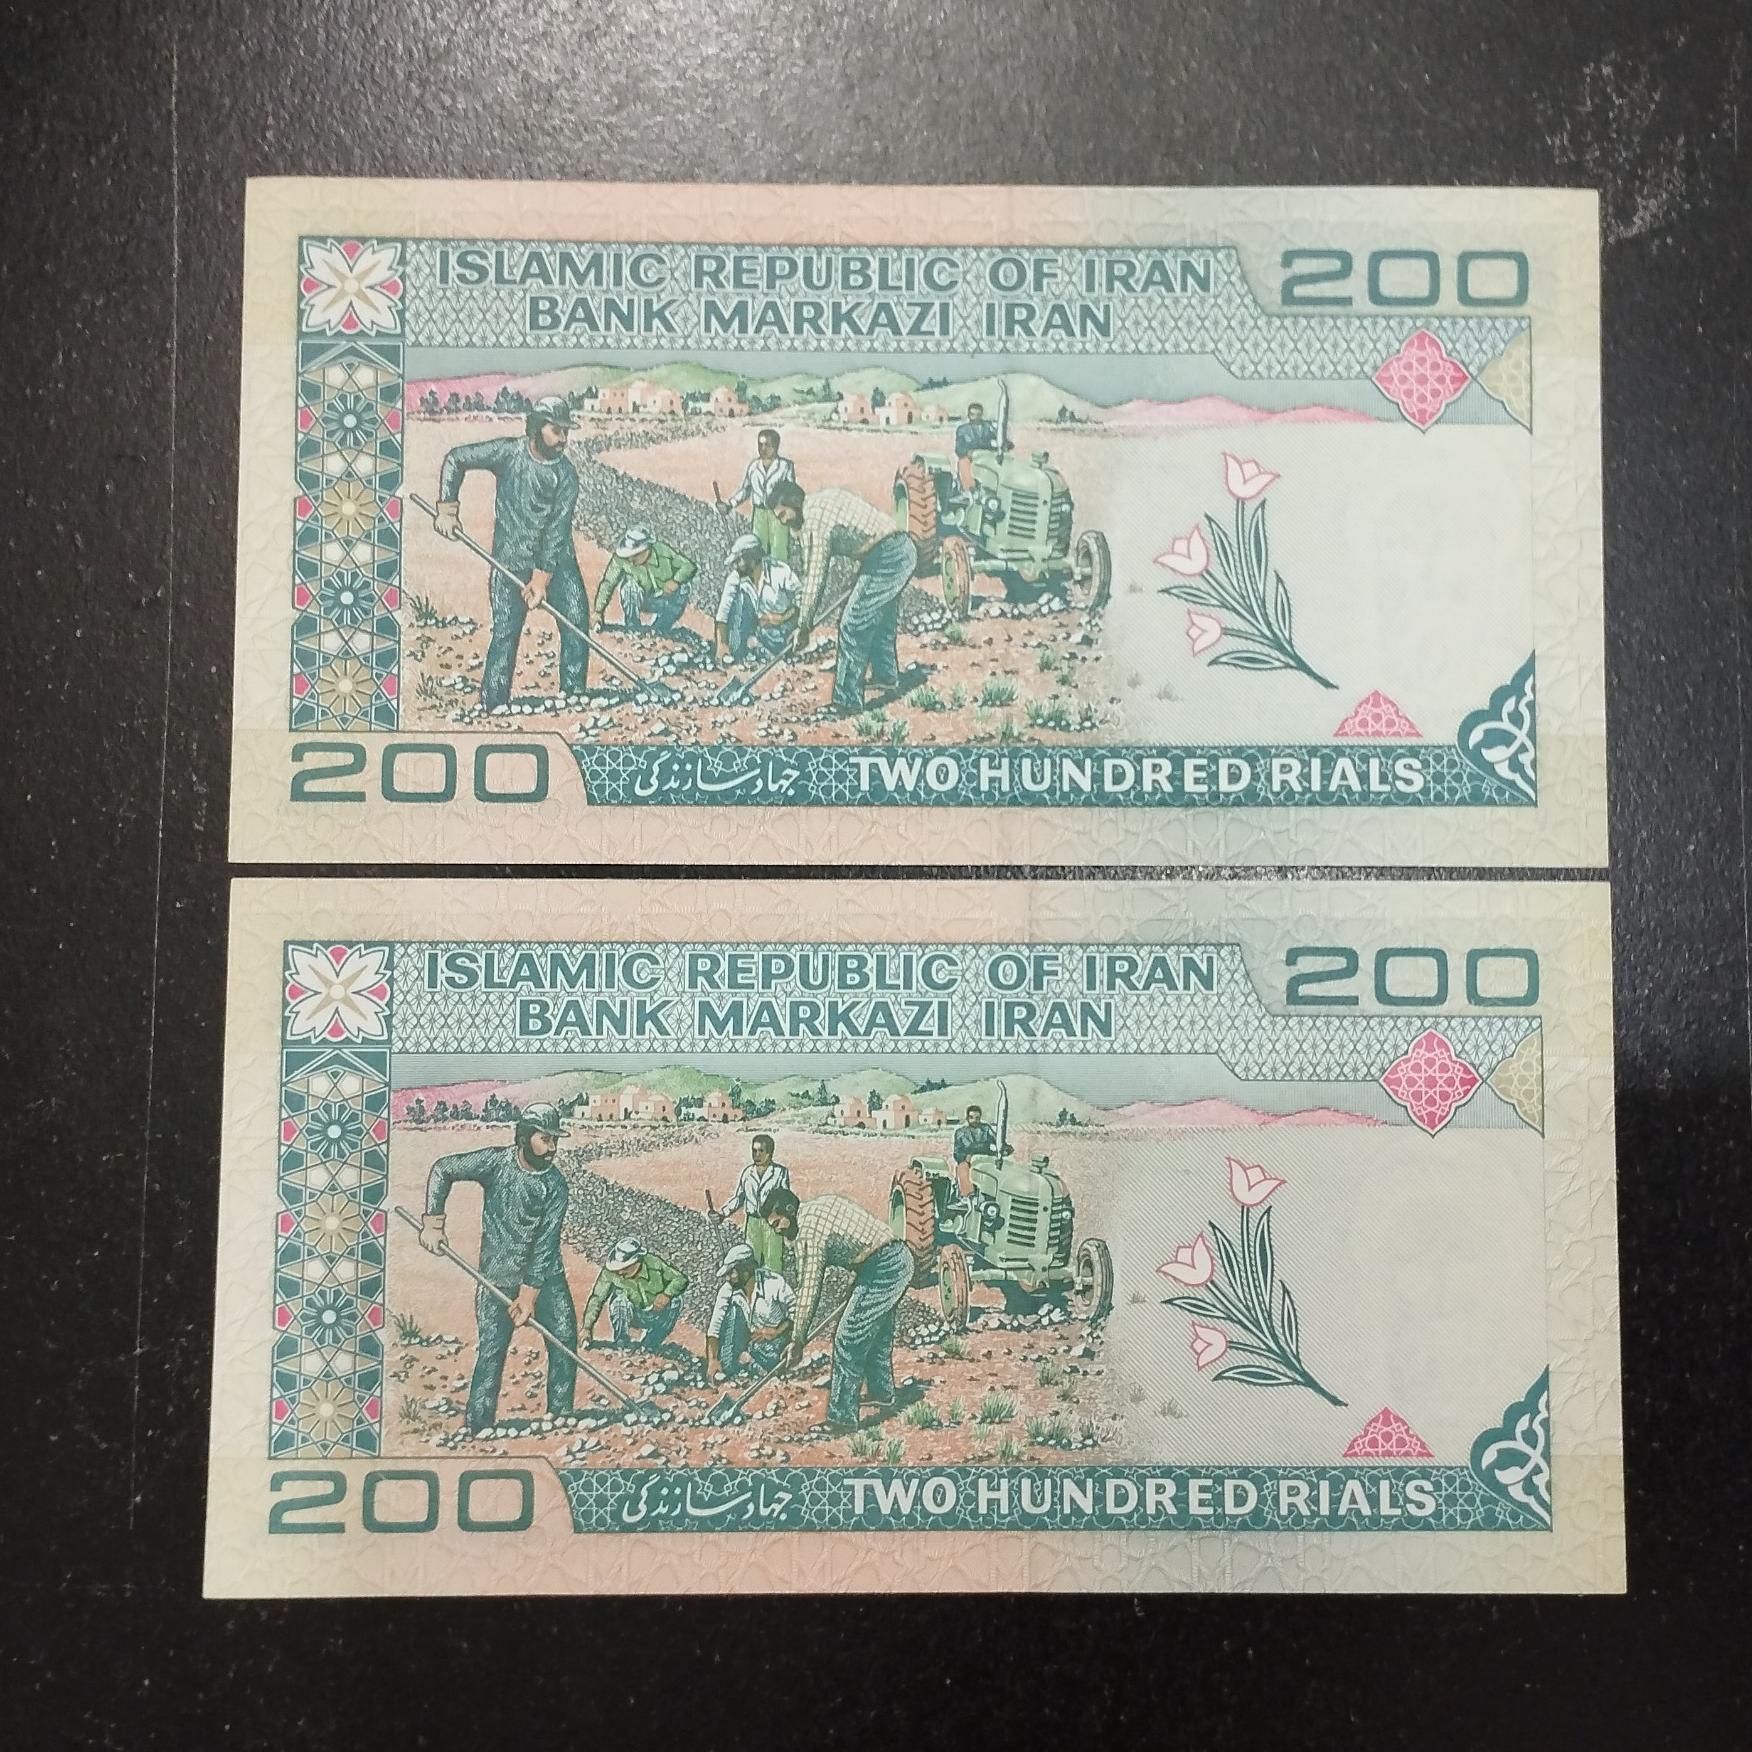 ISLAMIC REPUBLIC OF IRAN
200
BANK MARKAZI IRAN
200
جهاد سازندگی
TWO HUNDRED RIALS
ISLAMIC REPUBLIC OF IRAN
200
BANK MARKAZI IRAN
200
جهاد سازندگی
TWO HUNDRED RIALS